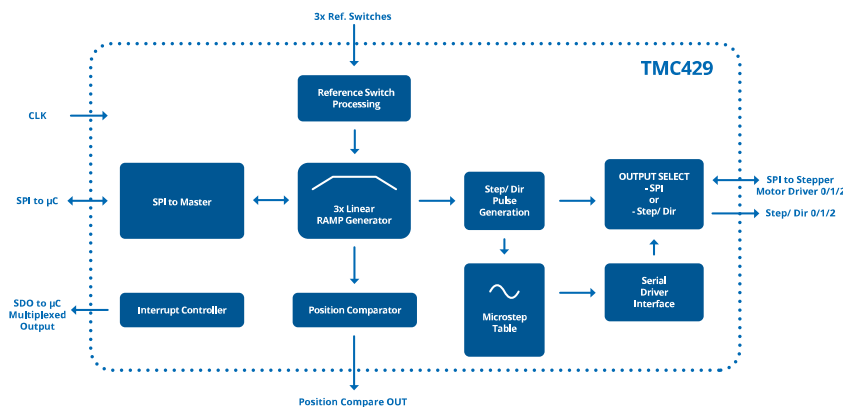 3x Ref. Switches
TMC429
Reference Switch
Processing
CLK
SPI to µC
SPI to Master
3x Linear
RAMP Generator
Step/ Dir
Pulse
Generation
OUTPUT SELECT
- SPI
or
- Step/ Dir
SPI to Stepper
Motor Driver 0/1/2
Step/ Dir 0/1/2
SDO to µC
Multiplexed
Output
Interrupt Controller
Position Comparator
Microstep
Table
Serial
Driver
Interface
Position Compare OUT